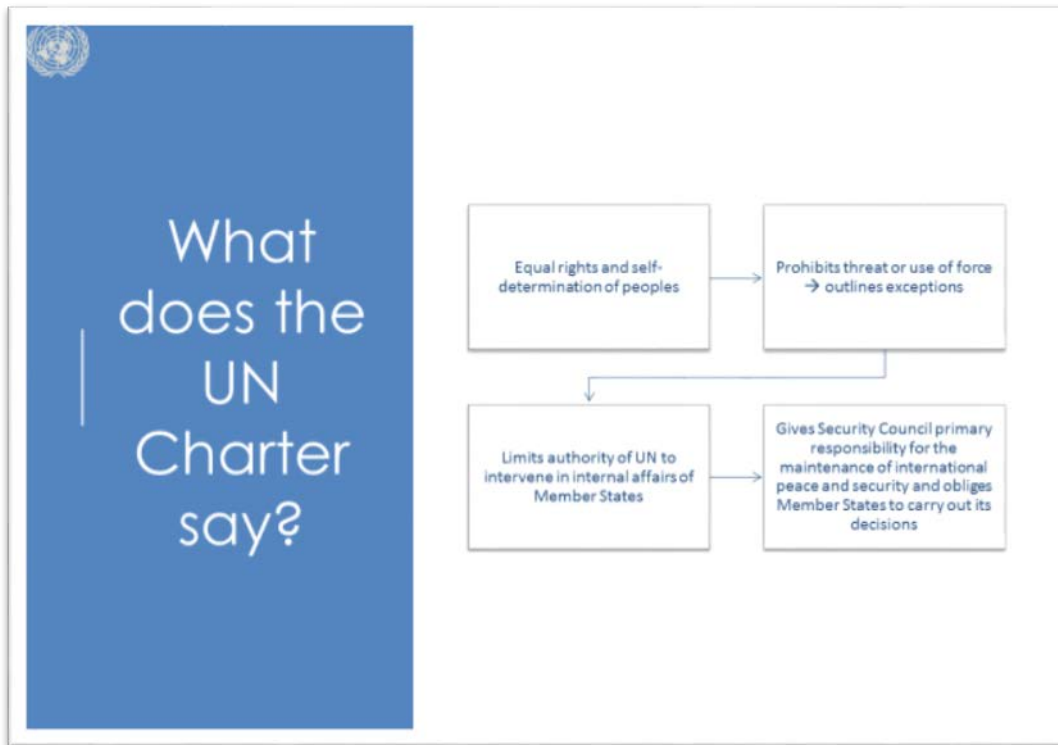 What
does the
UN
Charter
say?
Equal rights and self-
determination of peoples
Prohibits threat or use of force
→ outlines exceptions
Limits authority of UN to
intervene in internal affairs of
Member States
Gives Security Council primary
responsibility for the
maintenance of international
peace and security and obliges
Member States to carry out its
decisions